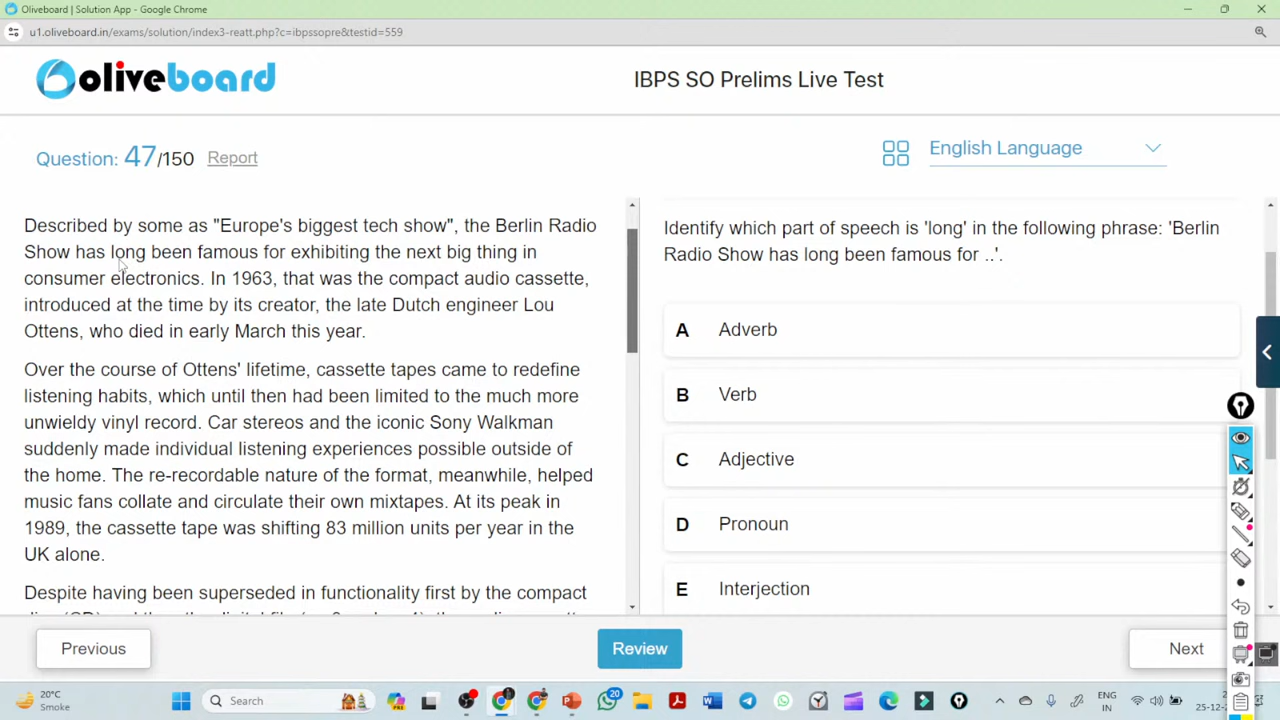 Oliveboard | Solution App - Google Chrome
u1.oliveboard.in/exams/solution/index3-reatt.php?c=ibpssopre&testid=559
oliveboard
IBPS SO Prelims Live Test
Question: 47/150 Report
English Language
Described by some as "Europe's biggest tech show", the Berlin Radio
Show has long been famous for exhibiting the next big thing in
consumer electronics. In 1963, that was the compact audio cassette,
introduced at the time by its creator, the late Dutch engineer Lou
Ottens, who died in early March this year.
Over the course of Ottens' lifetime, cassette tapes came to redefine
listening habits, which until then had been limited to the much more
unwieldy vinyl record. Car stereos and the iconic Sony Walkman
suddenly made individual listening experiences possible outside of
the home. The re-recordable nature of the format, meanwhile, helped
music fans collate and circulate their own mixtapes. At its peak in
1989, the cassette tape was shifting 83 million units per year in the
UK alone.
Despite having been superseded in functionality first by the compact
Identify which part of speech is 'long' in the following phrase: 'Berlin
Radio Show has long been famous for ..'.
A Adverb
B Verb
C Adjective
D Pronoun
E Interjection
Previous
Review
Next
20°C
Smoke
Search
20
ENG
IN
25-12-